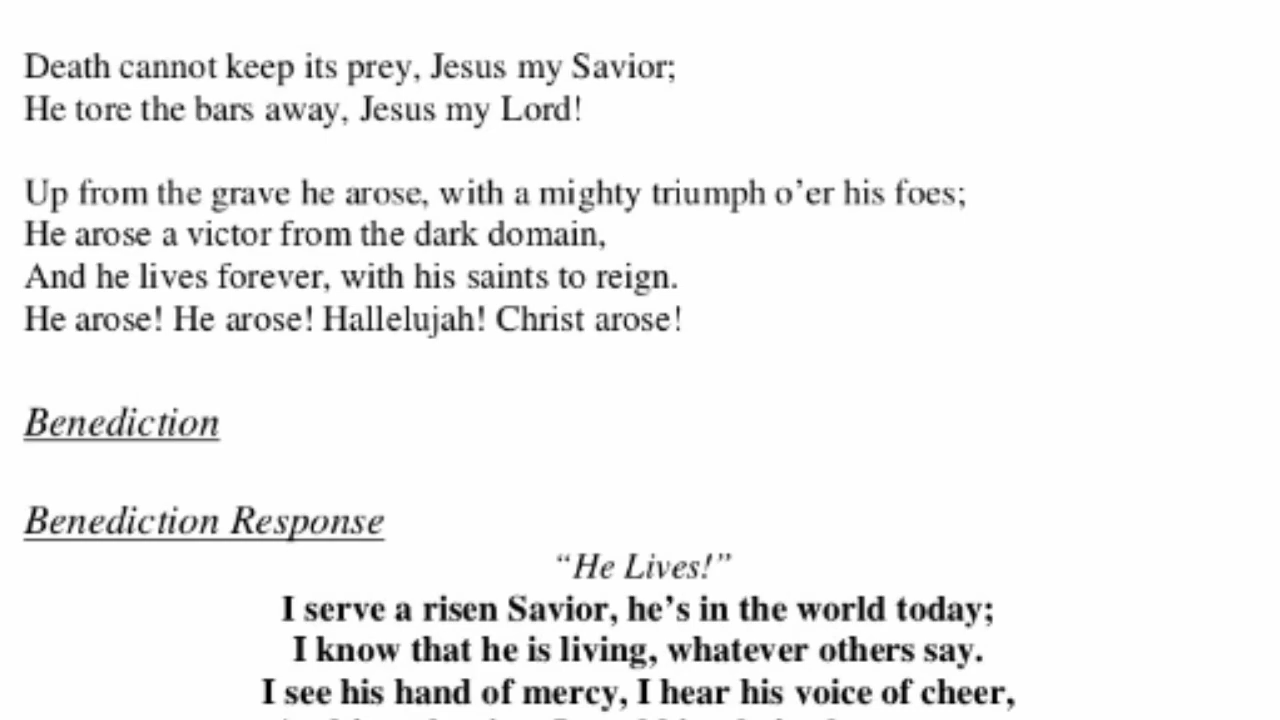 Death cannot keep its prey, Jesus my Savior;
He tore the bars away, Jesus my Lord!
Up from the grave he arose, with a mighty triumph o’er his foes;
He arose a victor from the dark domain,
And he lives forever, with his saints to reign.
He arose! He arose! Hallelujah! Christ arose!
Benediction
Benediction Response
“He Lives!”
I serve a risen Savior, he’s in the world today;
I know that he is living, whatever others say.
I see his hand of mercy, I hear his voice of cheer,